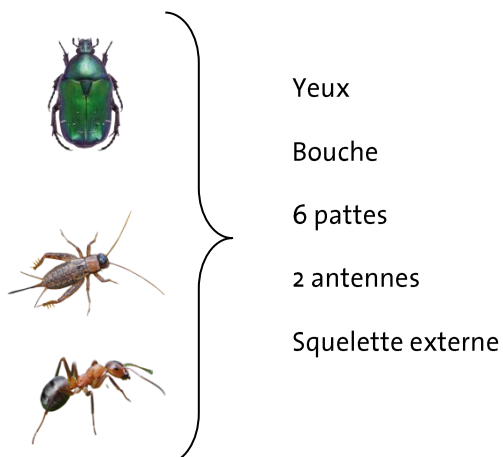 Yeux
Bouche
6 pattes
2 antennes
Squelette externe